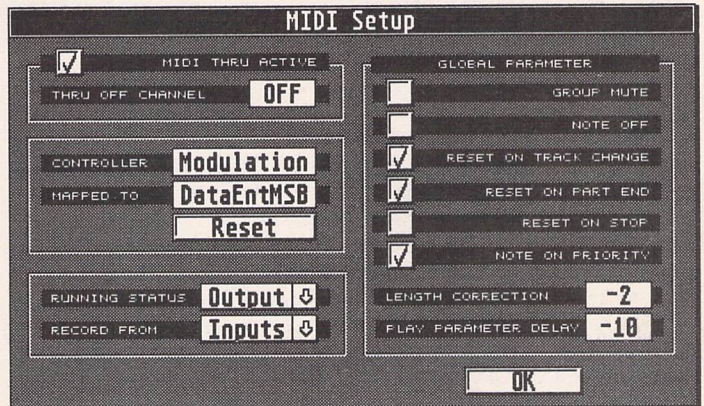 MIDI Setup
MIDI THRU ACTIVE
THRU OFF CHANNEL OFF
CONTROLLER Modulation
MAPPED TO DataEntMSB
Reset
RUNNING STATUS Output
RECORD FROM Inputs
GLOBAL PARAMETER
GROUP MUTE
NOTE OFF
RESET ON TRACK CHANGE
RESET ON PART END
RESET ON STOP
NOTE ON PRIORITY
LENGTH CORRECTION -2
PLAY PARAMETER DELAY -10
OK